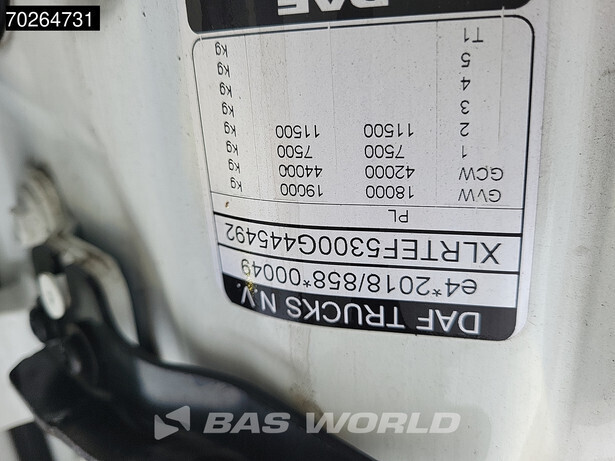 70264731
DAF TRUCKS N.V.
e4*2018/858*00049
XLRTEF5300G445492
PL
GVW 18000 19000 kg
GCW 42000 44000 kg
1 7500 7500 kg
2 11500 11500 kg
3 kg
4 kg
5 kg
T1 kg
DAF
BAS WORLD